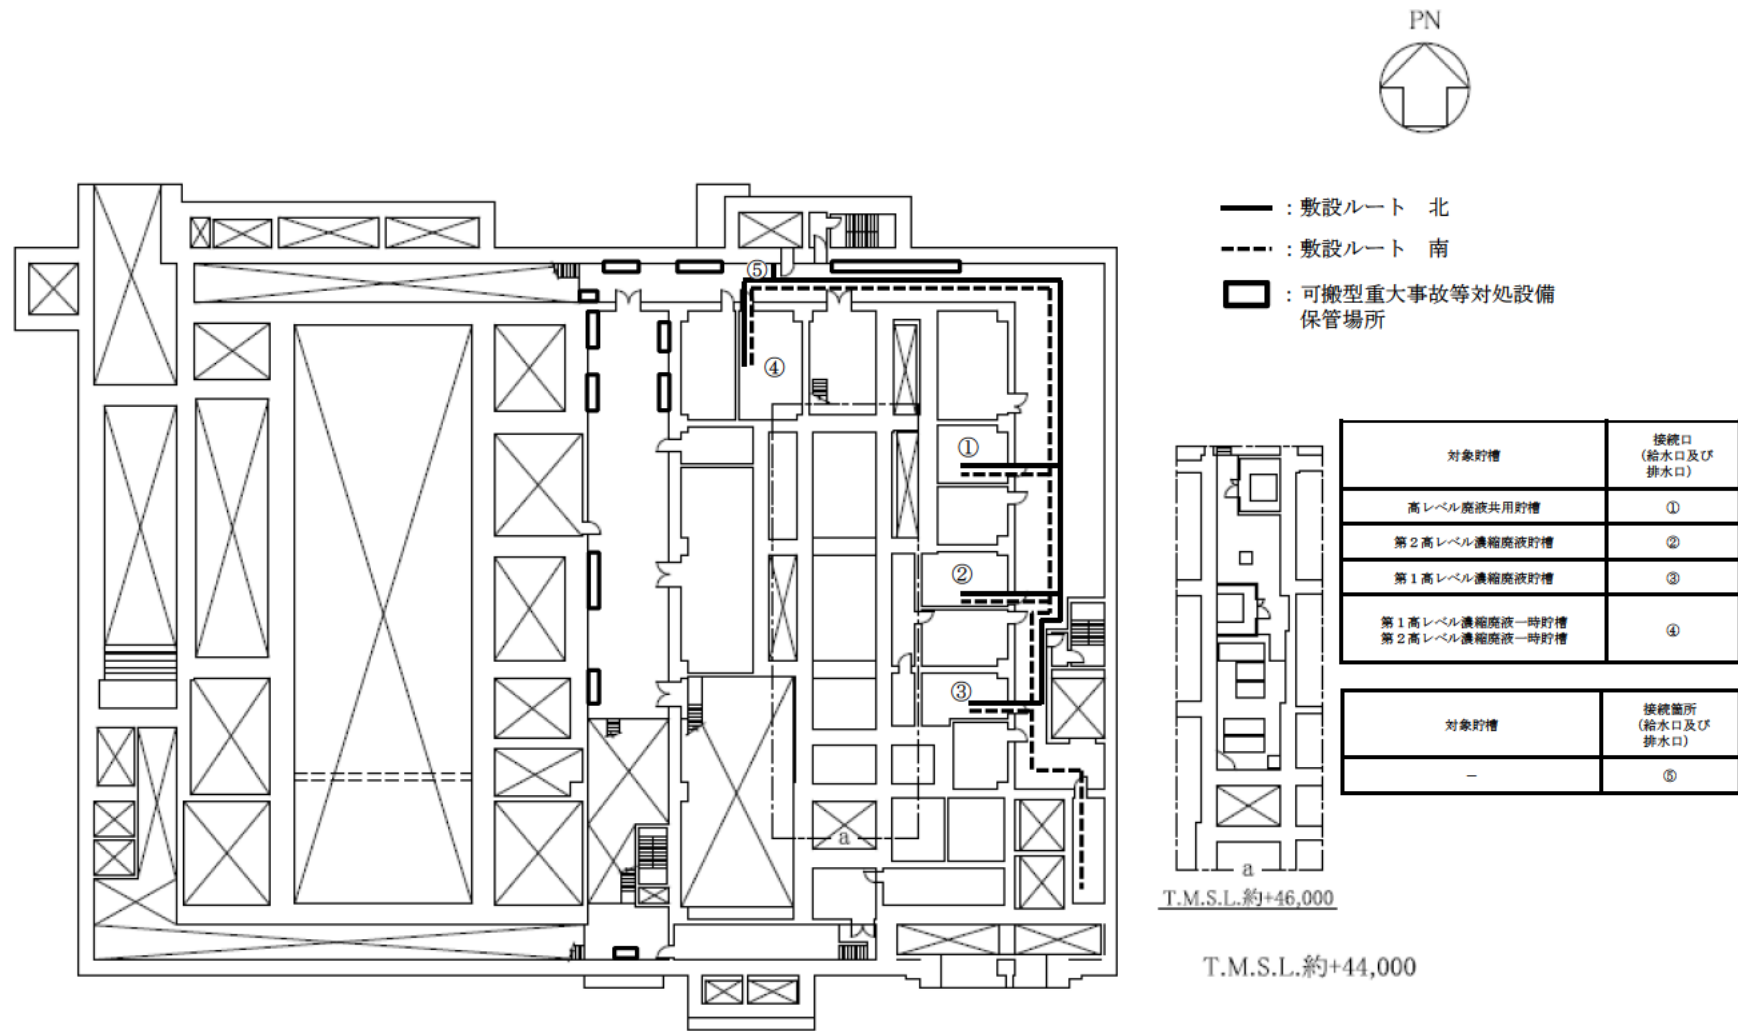 PN
：敷設ルート　北
：敷設ルート　南
：可搬型重大事故等対処設備
保管場所
⑤
④
①
②
③
a
対象貯槽
接続口
(給水口及び
排水口)
高レベル廃液共用貯槽
①
第２高レベル濃縮廃液貯槽
②
第１高レベル濃縮廃液貯槽
③
第１高レベル濃縮廃液一時貯槽
第２高レベル濃縮廃液一時貯槽
④
対象貯槽
接続箇所
(給水口及び
排水口)
－
⑤
a
T.M.S.L.約+46,000
T.M.S.L.約+44,000